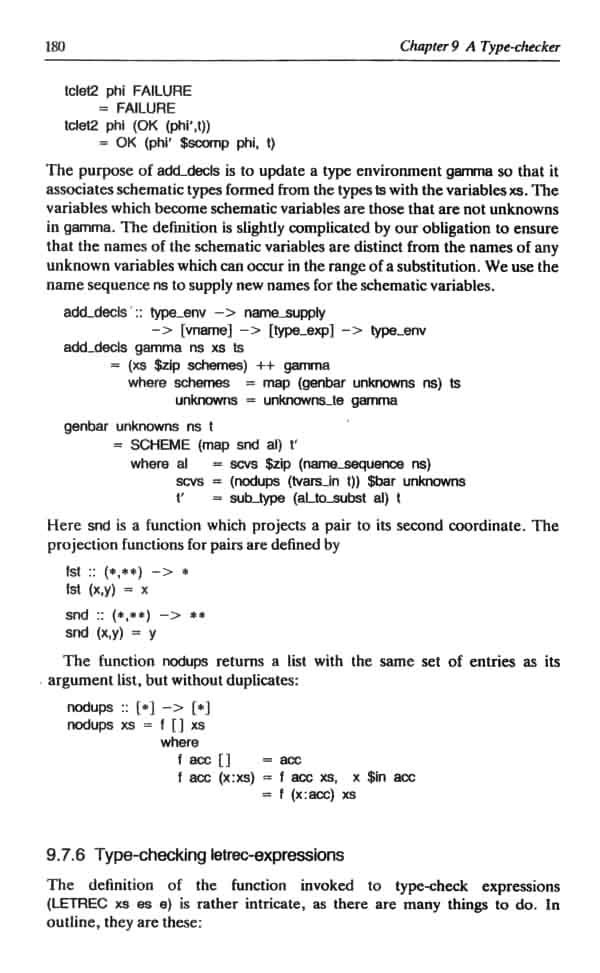 180 Chapter 9 A Type-checker
tclet2 phi FAILURE
= FAILURE
tclet2 phi (OK (phi',t))
= OK (phi' $scomp phi, t)
The purpose of add_decls is to update a type environment gamma so that it
associates schematic types formed from the types ts with the variables xs. The
variables which become schematic variables are those that are not unknowns
in gamma. The definition is slightly complicated by our obligation to ensure
that the names of the schematic variables are distinct from the names of any
unknown variables which can occur in the range of a substitution. We use the
name sequence ns to supply new names for the schematic variables.
add_decls :: type_env -> name_supply
-> [vname] -> [type_exp] -> type_env
add_decls gamma ns xs ts
= (xs $zip schemes) ++ gamma
where schemes = map (genbar unknowns ns) ts
unknowns = unknowns_te gamma
genbar unknowns ns t
= SCHEME (map snd al) t'
where al = scvs $zip (name_sequence ns)
scvs = (nodups (tvars_in t)) $bar unknowns
t' = sub_type (al_to_subst al) t
Here snd is a function which projects a pair to its second coordinate. The
projection functions for pairs are defined by
fst :: (*,**) -> *
fst (x,y) = x
snd :: (*,**) -> **
snd (x,y) = y
The function nodups returns a list with the same set of entries as its
argument list, but without duplicates:
nodups :: [*] -> [*]
nodups xs = f [] xs
where
f acc [] = acc
f acc (x:xs) = f acc xs, x $in acc
= f (x:acc) xs
9.7.6 Type-checking letrec-expressions
The definition of the function invoked to type-check expressions
(LETREC xs es e) is rather intricate, as there are many things to do. In
outline, they are these: